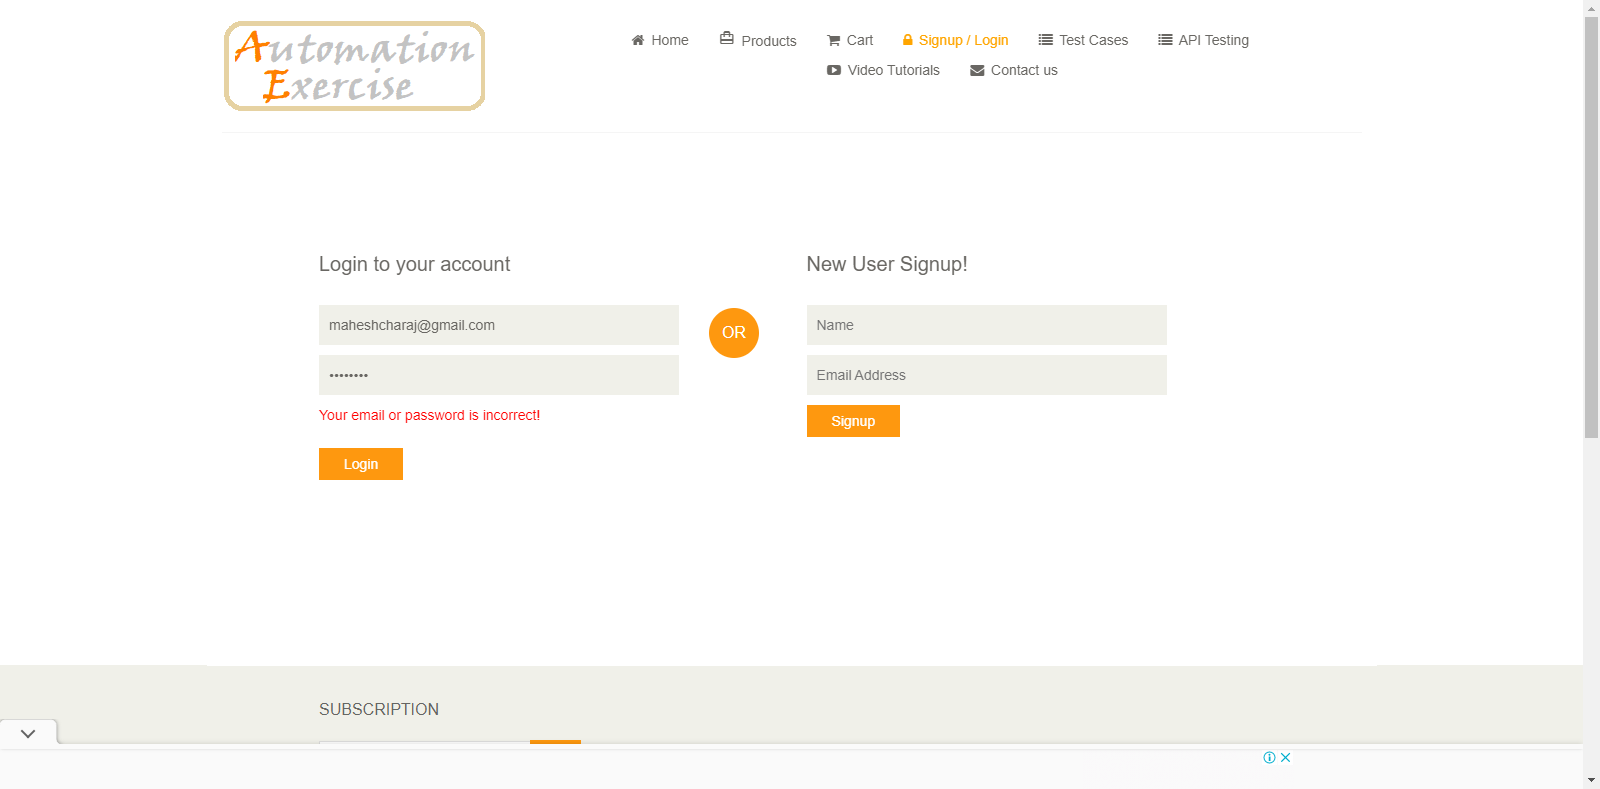 Automation
Exercise
Home
Products
Cart
Signup / Login
Test Cases
API Testing
Video Tutorials
Contact us
Login to your account
maheshcharaj@gmail.com
••••••••
Your email or password is incorrect!
Login
OR
New User Signup!
Name
Email Address
Signup
SUBSCRIPTION